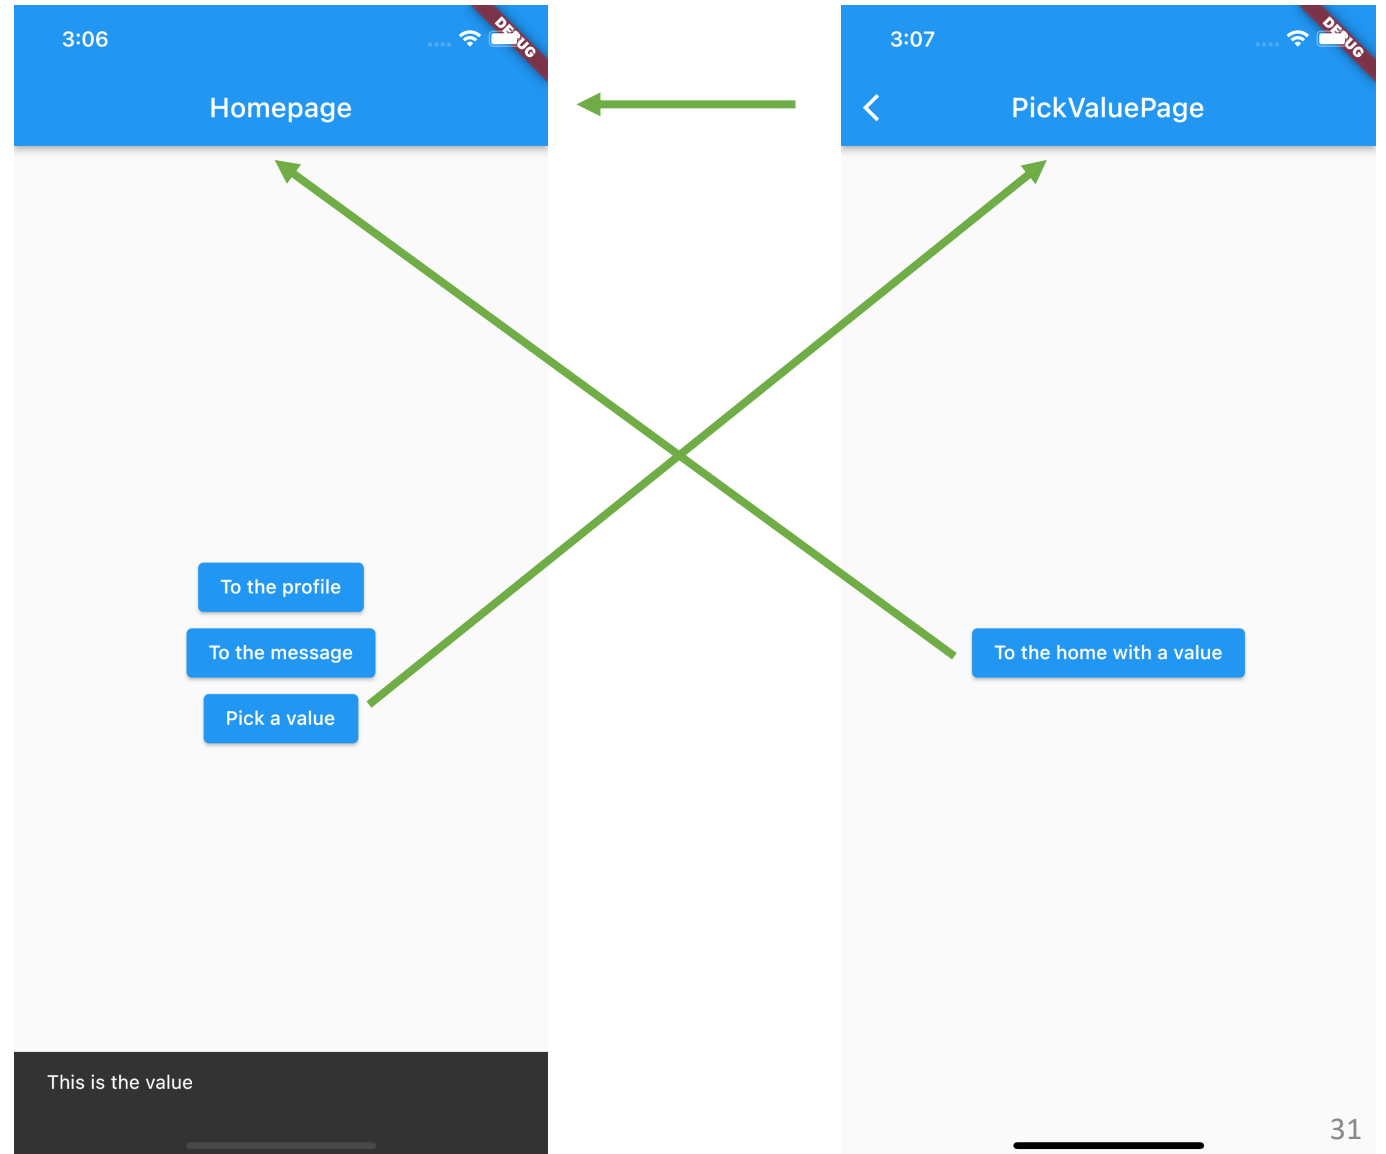 3:06
DEBUG
Homepage
To the profile
To the message
Pick a value
This is the value
3:07
DEBUG
PickValuePage
To the home with a value
31